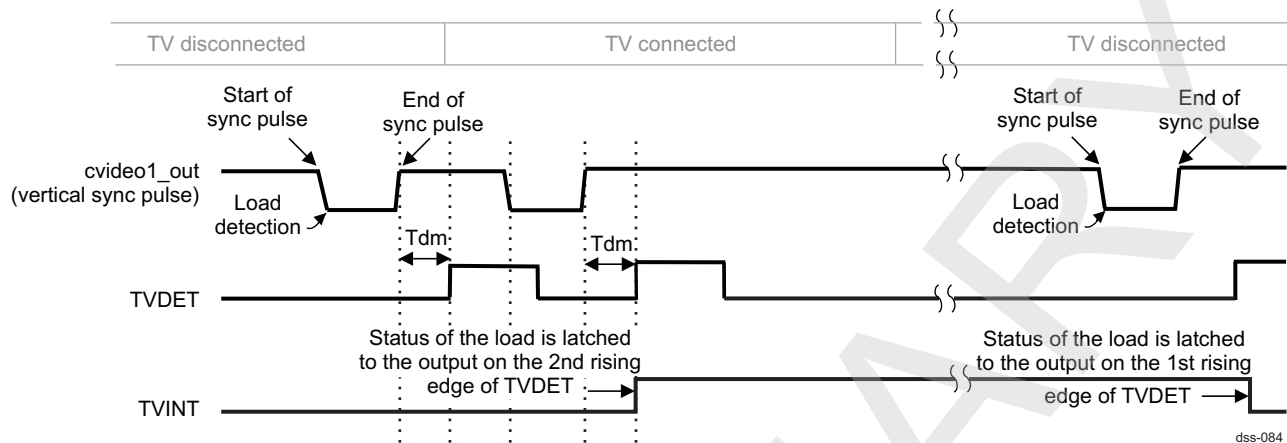 TV disconnected
TV connected
TV disconnected
Start of
sync pulse
End of
sync pulse
Start of
sync pulse
End of
sync pulse
cvideo1_out
(vertical sync pulse)
Load
detection
Load
detection
Tdm
Tdm
TVDET
Status of the load is latched
to the output on the 2nd rising
edge of TVDET
Status of the load is latched
to the output on the 1st rising
edge of TVDET
TVINT
dss-084